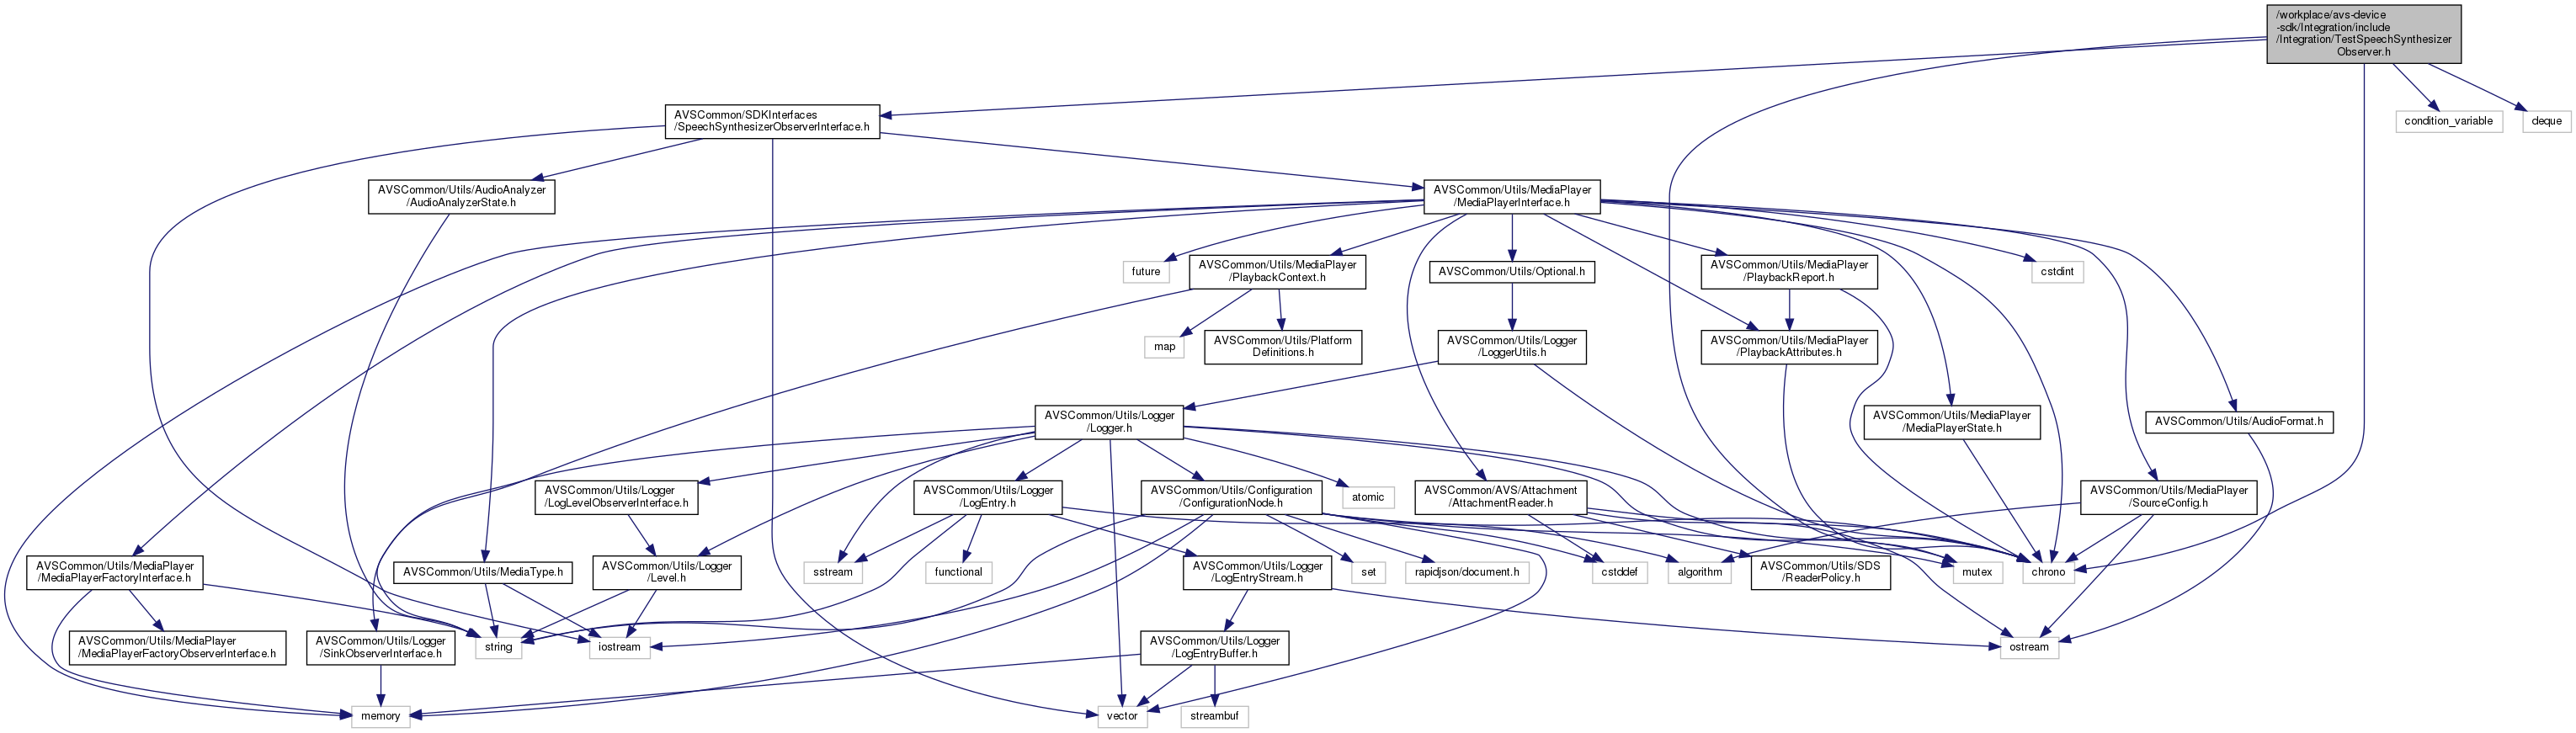 /workplace/avs-device
-sdk/Integration/include
/Integration/TestSpeechSynthesizer
Observer.h
AVSCommon/SDKInterfaces
/SpeechSynthesizerObserverInterface.h
condition_variable
deque
AVSCommon/Utils/AudioAnalyzer
/AudioAnalyzerState.h
AVSCommon/Utils/MediaPlayer
/MediaPlayerInterface.h
future
AVSCommon/Utils/MediaPlayer
/PlaybackContext.h
AVSCommon/Utils/Optional.h
AVSCommon/Utils/MediaPlayer
/PlaybackReport.h
cstdint
map
AVSCommon/Utils/Platform
Definitions.h
AVSCommon/Utils/Logger
/LoggerUtils.h
AVSCommon/Utils/MediaPlayer
/PlaybackAttributes.h
AVSCommon/Utils/Logger
/Logger.h
AVSCommon/Utils/MediaPlayer
/MediaPlayerState.h
AVSCommon/Utils/AudioFormat.h
AVSCommon/Utils/Logger
/LogLevelObserverInterface.h
AVSCommon/Utils/Logger
/LogEntry.h
AVSCommon/Utils/Configuration
/ConfigurationNode.h
atomic
AVSCommon/AVS/Attachment
/AttachmentReader.h
AVSCommon/Utils/MediaPlayer
/SourceConfig.h
AVSCommon/Utils/MediaPlayer
/MediaPlayerFactoryInterface.h
AVSCommon/Utils/MediaType.h
AVSCommon/Utils/Logger
/Level.h
sstream
functional
AVSCommon/Utils/Logger
/LogEntryStream.h
set
rapidjson/document.h
cstddef
algorithm
AVSCommon/Utils/SDS
/ReaderPolicy.h
mutex
chrono
AVSCommon/Utils/MediaPlayer
/MediaPlayerFactoryObserverInterface.h
AVSCommon/Utils/Logger
/SinkObserverInterface.h
string
iostream
AVSCommon/Utils/Logger
/LogEntryBuffer.h
ostream
memory
vector
streambuf